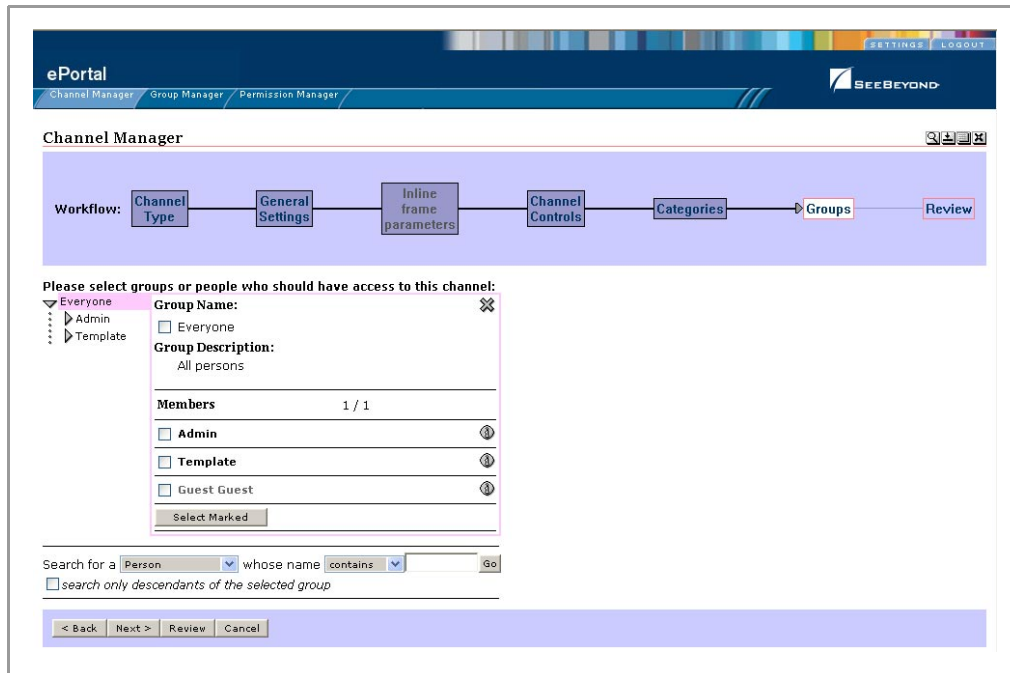 SETTINGS LOGOUT
ePortal
SEEBEYOND
Channel Manager Group Manager Permission Manager
Channel Manager
Workflow:
Channel
Type
General
Settings
Inline
frame
parameters
Channel
Controls
Categories
Groups
Review
Please select groups or people who should have access to this channel:
Everyone
Admin
Template
Group Name:
Everyone
Group Description:
All persons
Members 1 / 1
Admin
Template
Guest Guest
Select Marked
Search for a Person whose name contains Go
search only descendants of the selected group
< Back Next > Review Cancel